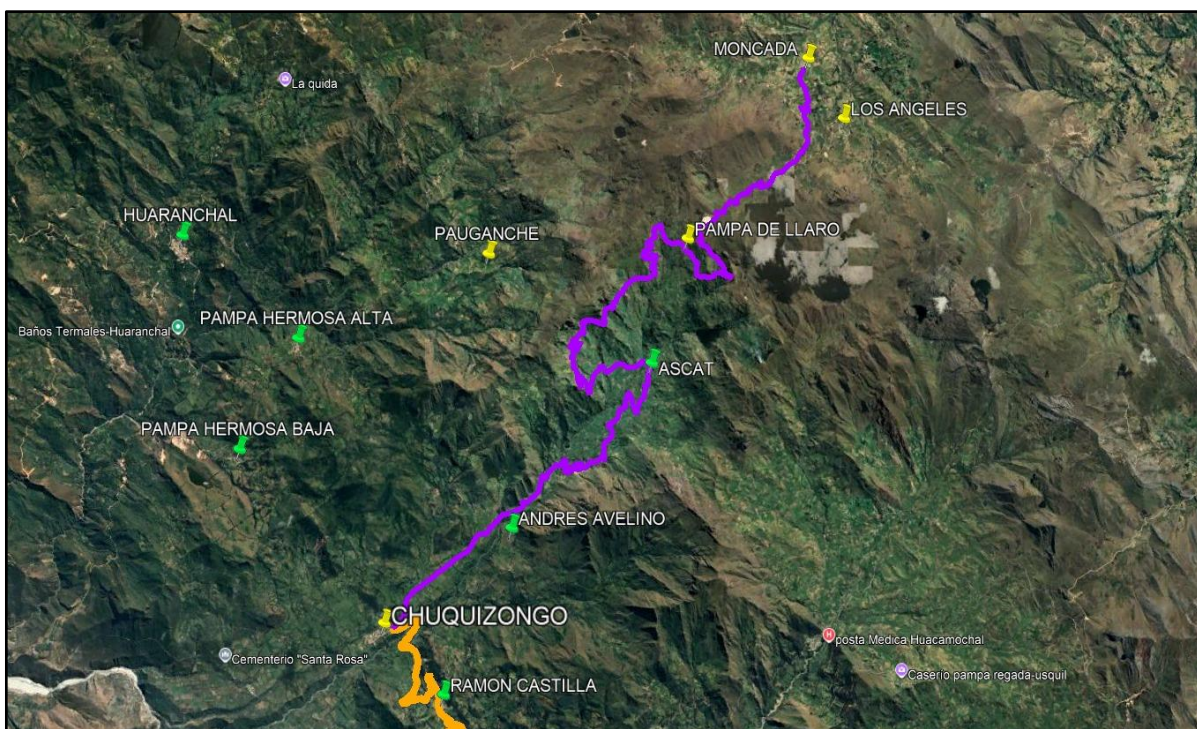 MONCADA
La quida
LOS ANGELES
HUARANCHAL
PAUGANCHE
PAMPA DE LLARO
PAMPA HERMOSA ALTA
Baños Termales-Huaranchal
ASCAT
PAMPA HERMOSA BAJA
ANDRES AVELINO
CHUQUIZONGO
posta Medica Huacamochal
Cementerio "Santa Rosa"
Caserio pampa regada-usquil
RAMON CASTILLA